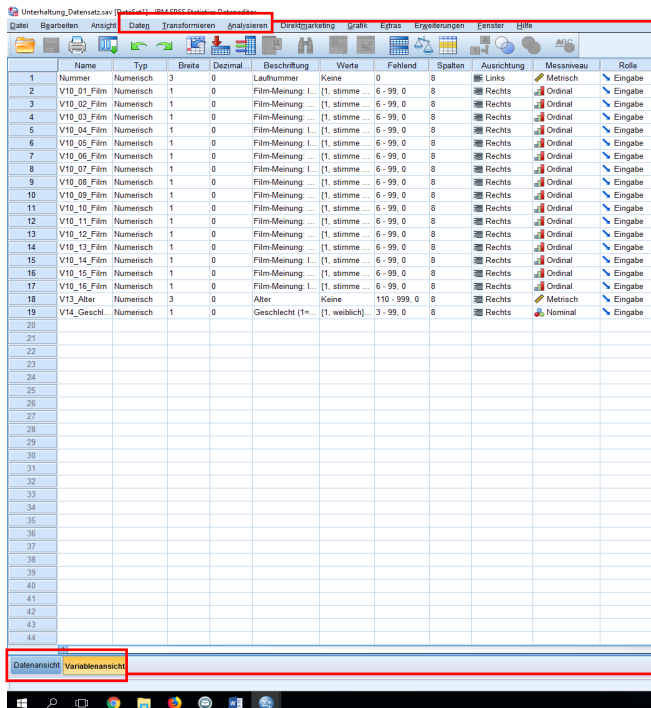 Unterhaltung_Datensatz.sav [DataSet1] - IBM SPSS Statistics Dateneditor
Datei Bearbeiten Ansicht Daten Transformieren Analysieren Direktmarketing Grafik Extras Erweiterungen Fenster Hilfe
Name Typ Breite Dezimal... Beschriftung Werte Fehlend Spalten Ausrichtung Messniveau Rolle
1 Nummer Numerisch 3 0 Laufnummer Keine 0 8 Links Metrisch Eingabe
2 V10_01_Film Numerisch 1 0 Film-Meinung: I... {1, stimme ... 6 - 99, 0 8 Rechts Ordinal Eingabe
3 V10_02_Film Numerisch 1 0 Film-Meinung: ... {1, stimme ... 6 - 99, 0 8 Rechts Ordinal Eingabe
4 V10_03_Film Numerisch 1 0 Film-Meinung: ... {1, stimme ... 6 - 99, 0 8 Rechts Ordinal Eingabe
5 V10_04_Film Numerisch 1 0 Film-Meinung: I... {1, stimme ... 6 - 99, 0 8 Rechts Ordinal Eingabe
6 V10_05_Film Numerisch 1 0 Film-Meinung: I... {1, stimme ... 6 - 99, 0 8 Rechts Ordinal Eingabe
7 V10_06_Film Numerisch 1 0 Film-Meinung: ... {1, stimme ... 6 - 99, 0 8 Rechts Ordinal Eingabe
8 V10_07_Film Numerisch 1 0 Film-Meinung: I... {1, stimme ... 6 - 99, 0 8 Rechts Ordinal Eingabe
9 V10_08_Film Numerisch 1 0 Film-Meinung: ... {1, stimme ... 6 - 99, 0 8 Rechts Ordinal Eingabe
10 V10_09_Film Numerisch 1 0 Film-Meinung: ... {1, stimme ... 6 - 99, 0 8 Rechts Ordinal Eingabe
11 V10_10_Film Numerisch 1 0 Film-Meinung: ... {1, stimme ... 6 - 99, 0 8 Rechts Ordinal Eingabe
12 V10_11_Film Numerisch 1 0 Film-Meinung: ... {1, stimme ... 6 - 99, 0 8 Rechts Ordinal Eingabe
13 V10_12_Film Numerisch 1 0 Film-Meinung: ... {1, stimme ... 6 - 99, 0 8 Rechts Ordinal Eingabe
14 V10_13_Film Numerisch 1 0 Film-Meinung: ... {1, stimme ... 6 - 99, 0 8 Rechts Ordinal Eingabe
15 V10_14_Film Numerisch 1 0 Film-Meinung: I... {1, stimme ... 6 - 99, 0 8 Rechts Ordinal Eingabe
16 V10_15_Film Numerisch 1 0 Film-Meinung: I... {1, stimme ... 6 - 99, 0 8 Rechts Ordinal Eingabe
17 V10_16_Film Numerisch 1 0 Film-Meinung: I... {1, stimme ... 6 - 99, 0 8 Rechts Ordinal Eingabe
18 V13_Alter Numerisch 3 0 Alter Keine 110 - 999, 0 8 Rechts Metrisch Eingabe
19 V14_Geschl... Numerisch 1 0 Geschlecht (1=... {1, weiblich}... 3 - 99, 0 8 Rechts Nominal Eingabe
20
21
22
23
24
25
26
27
28
29
30
31
32
33
34
35
36
37
38
39
40
41
42
43
44
Datenansicht Variablenansicht